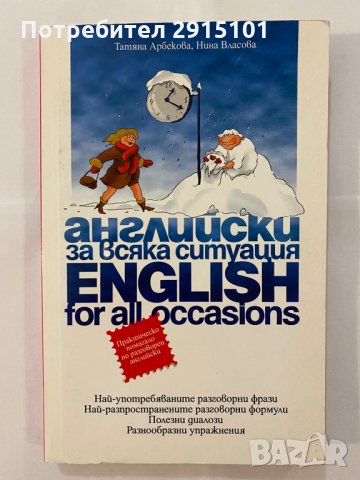 Потребител 2915101
Татяна Арбекова, Нина Власова
английски
за всяка ситуация
ENGLISH
for all occasions
Практическо
помагало
по разговорен
английски
Най-употребяваните разговорни фрази
Най-разпространените разговорни формули
Полезни диалози
Разнообразни упражнения
BAZAR